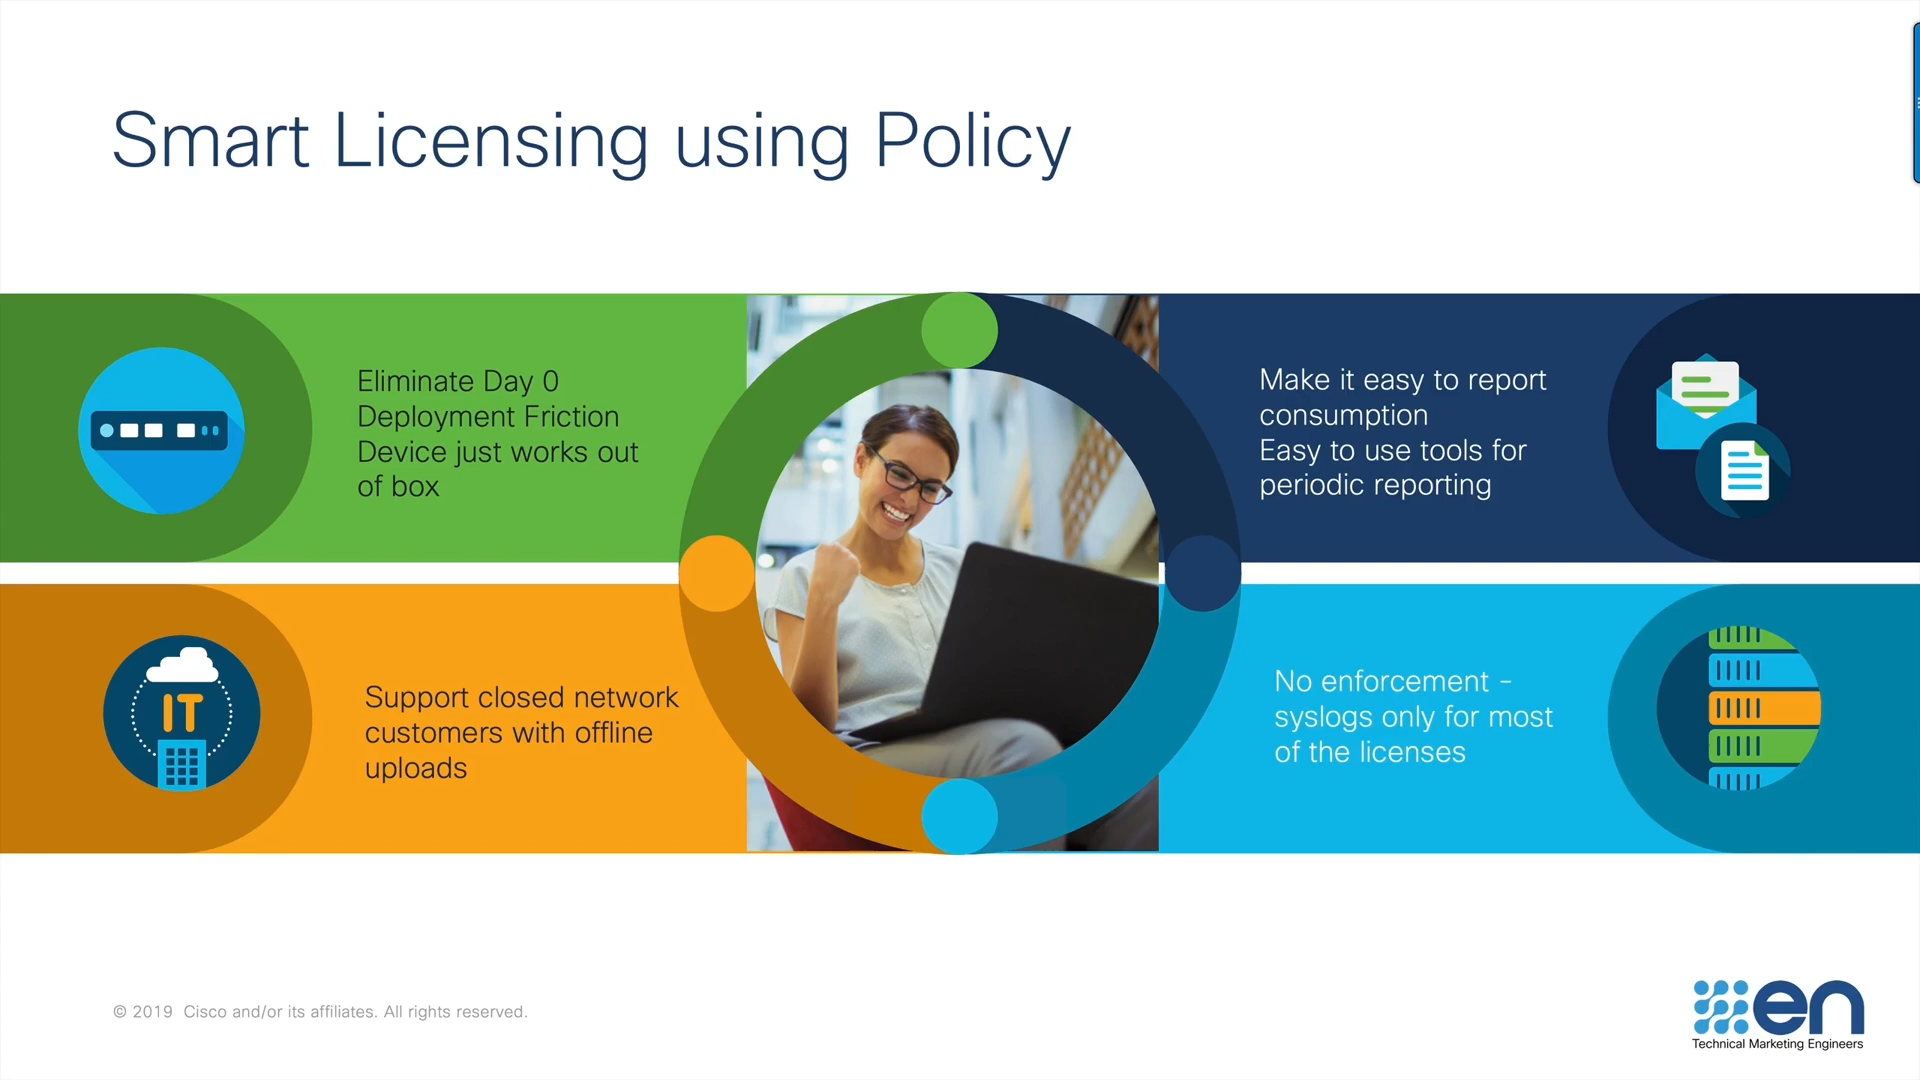 Smart Licensing using Policy
Eliminate Day 0
Deployment Friction
Device just works out
of box
Make it easy to report
consumption
Easy to use tools for
periodic reporting
IT
Support closed network
customers with offline
uploads
No enforcement -
syslogs only for most
of the licenses
© 2019 Cisco and/or its affiliates. All rights reserved.
en
Technical Marketing Engineers